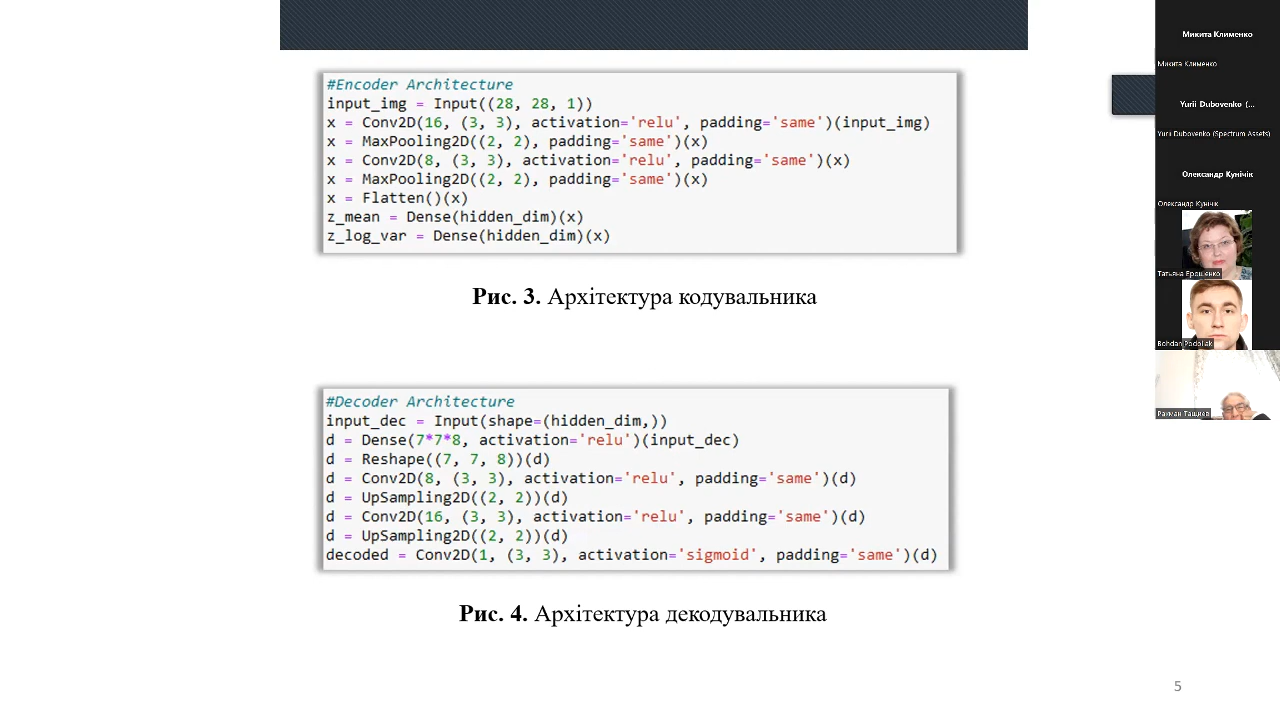 #Encoder Architecture
input_img = Input((28, 28, 1))
x = Conv2D(16, (3, 3), activation='relu', padding='same')(input_img)
x = MaxPooling2D((2, 2), padding='same')(x)
x = Conv2D(8, (3, 3), activation='relu', padding='same')(x)
x = MaxPooling2D((2, 2), padding='same')(x)
x = Flatten()(x)
z_mean = Dense(hidden_dim)(x)
z_log_var = Dense(hidden_dim)(x)
Рис. 3. Архітектура кодувальника
#Decoder Architecture
input_dec = Input(shape=(hidden_dim,))
d = Dense(7*7*8, activation='relu')(input_dec)
d = Reshape((7, 7, 8))(d)
d = Conv2D(8, (3, 3), activation='relu', padding='same')(d)
d = UpSampling2D((2, 2))(d)
d = Conv2D(16, (3, 3), activation='relu', padding='same')(d)
d = UpSampling2D((2, 2))(d)
decoded = Conv2D(1, (3, 3), activation='sigmoid', padding='same')(d)
Рис. 4. Архітектура декодувальника
5
Микита Клименко
Микита Клименко
Yurii Dubovenko (...
Yurii Dubovenko (Spectrum Assets)
Олександр Кунічік
Олександр Кунічік
Татьяна Ерошенко
Bohdan Podoliak
Рахман Тащиев